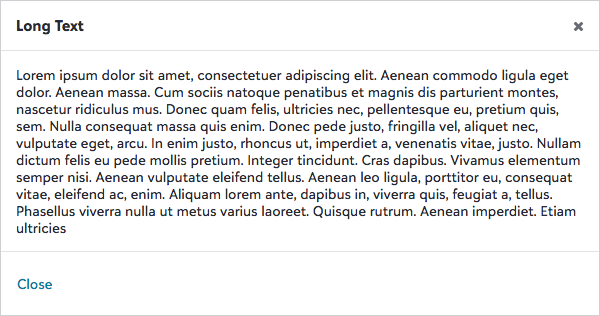 Long Text
Lorem ipsum dolor sit amet, consectetuer adipiscing elit. Aenean commodo ligula eget
dolor. Aenean massa. Cum sociis natoque penatibus et magnis dis parturient montes,
nascetur ridiculus mus. Donec quam felis, ultricies nec, pellentesque eu, pretium quis,
sem. Nulla consequat massa quis enim. Donec pede justo, fringilla vel, aliquet nec,
vulputate eget, arcu. In enim justo, rhoncus ut, imperdiet a, venenatis vitae, justo. Nullam
dictum felis eu pede mollis pretium. Integer tincidunt. Cras dapibus. Vivamus elementum
semper nisi. Aenean vulputate eleifend tellus. Aenean leo ligula, porttitor eu, consequat
vitae, eleifend ac, enim. Aliquam lorem ante, dapibus in, viverra quis, feugiat a, tellus.
Phasellus viverra nulla ut metus varius laoreet. Quisque rutrum. Aenean imperdiet. Etiam
ultricies
Close